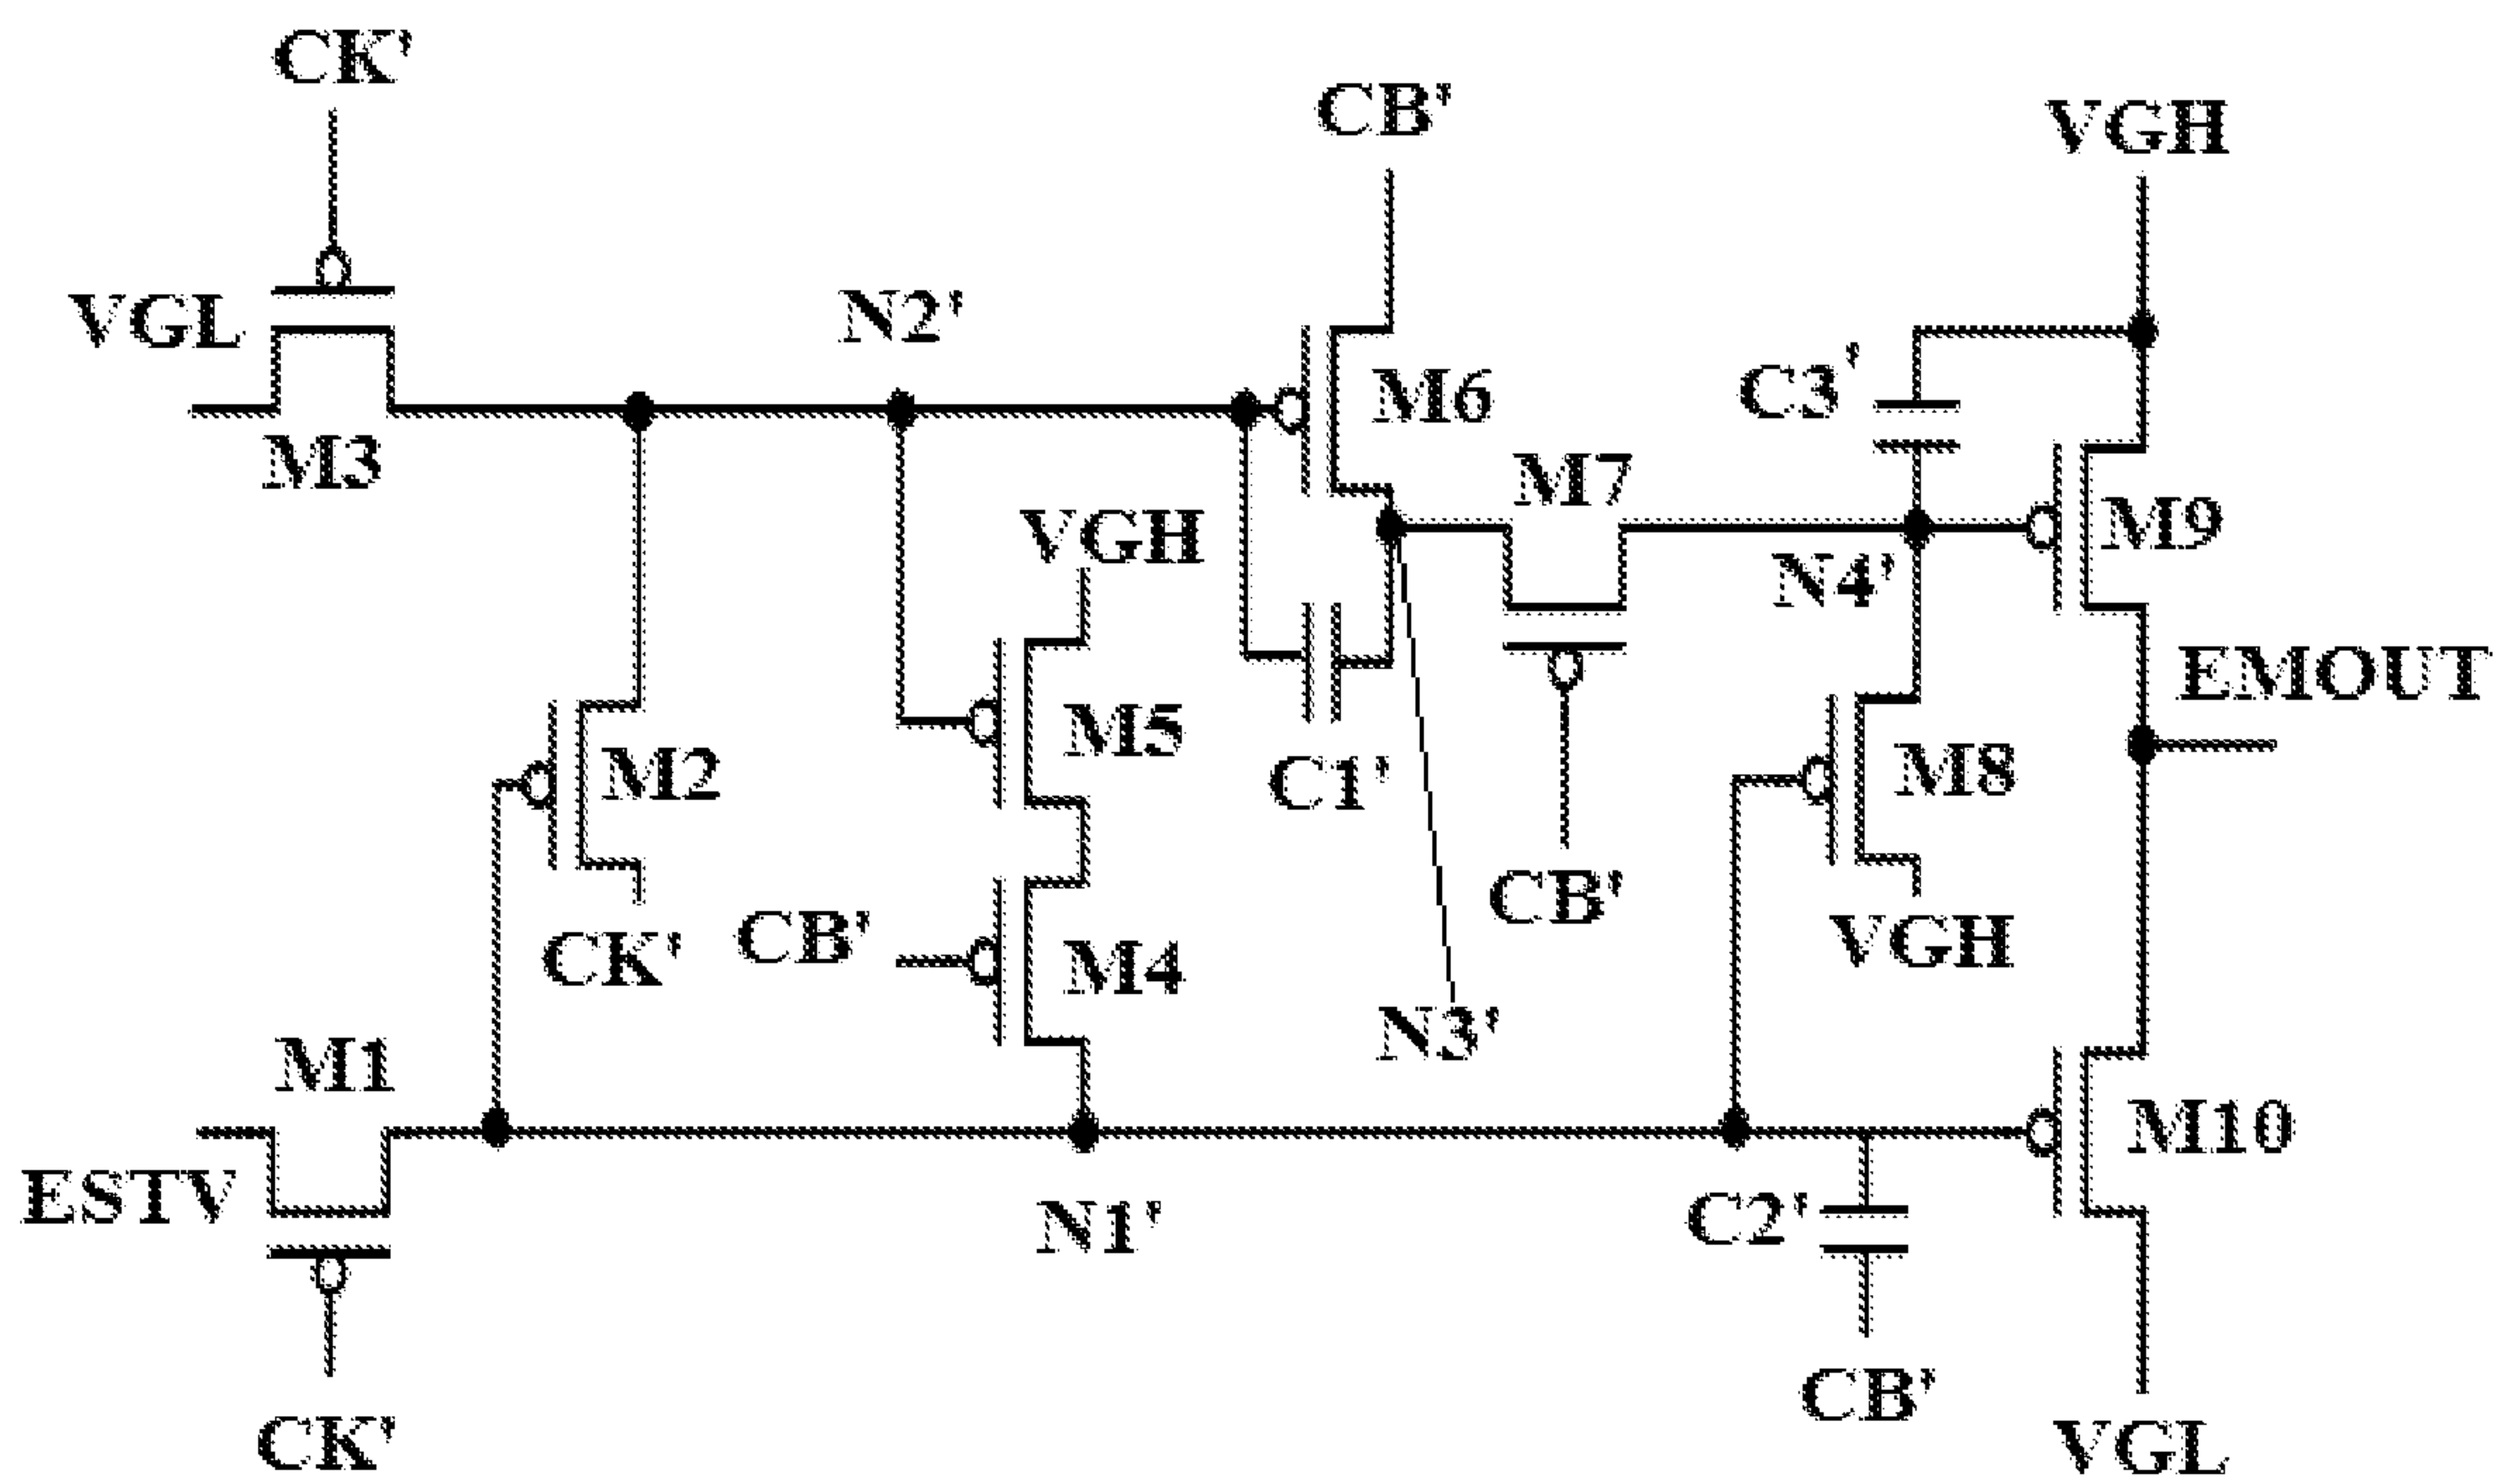 CK'
CB'
VGH
VGL
N2'
M6
C3'
M3
M7
VGH
M9
N4'
EMOUT
M5
M2
C1'
M8
CB'
CB'
CK'
M4
VGH
N3'
M1
M10
ESTV
N1'
C2'
CB'
CK'
VGL